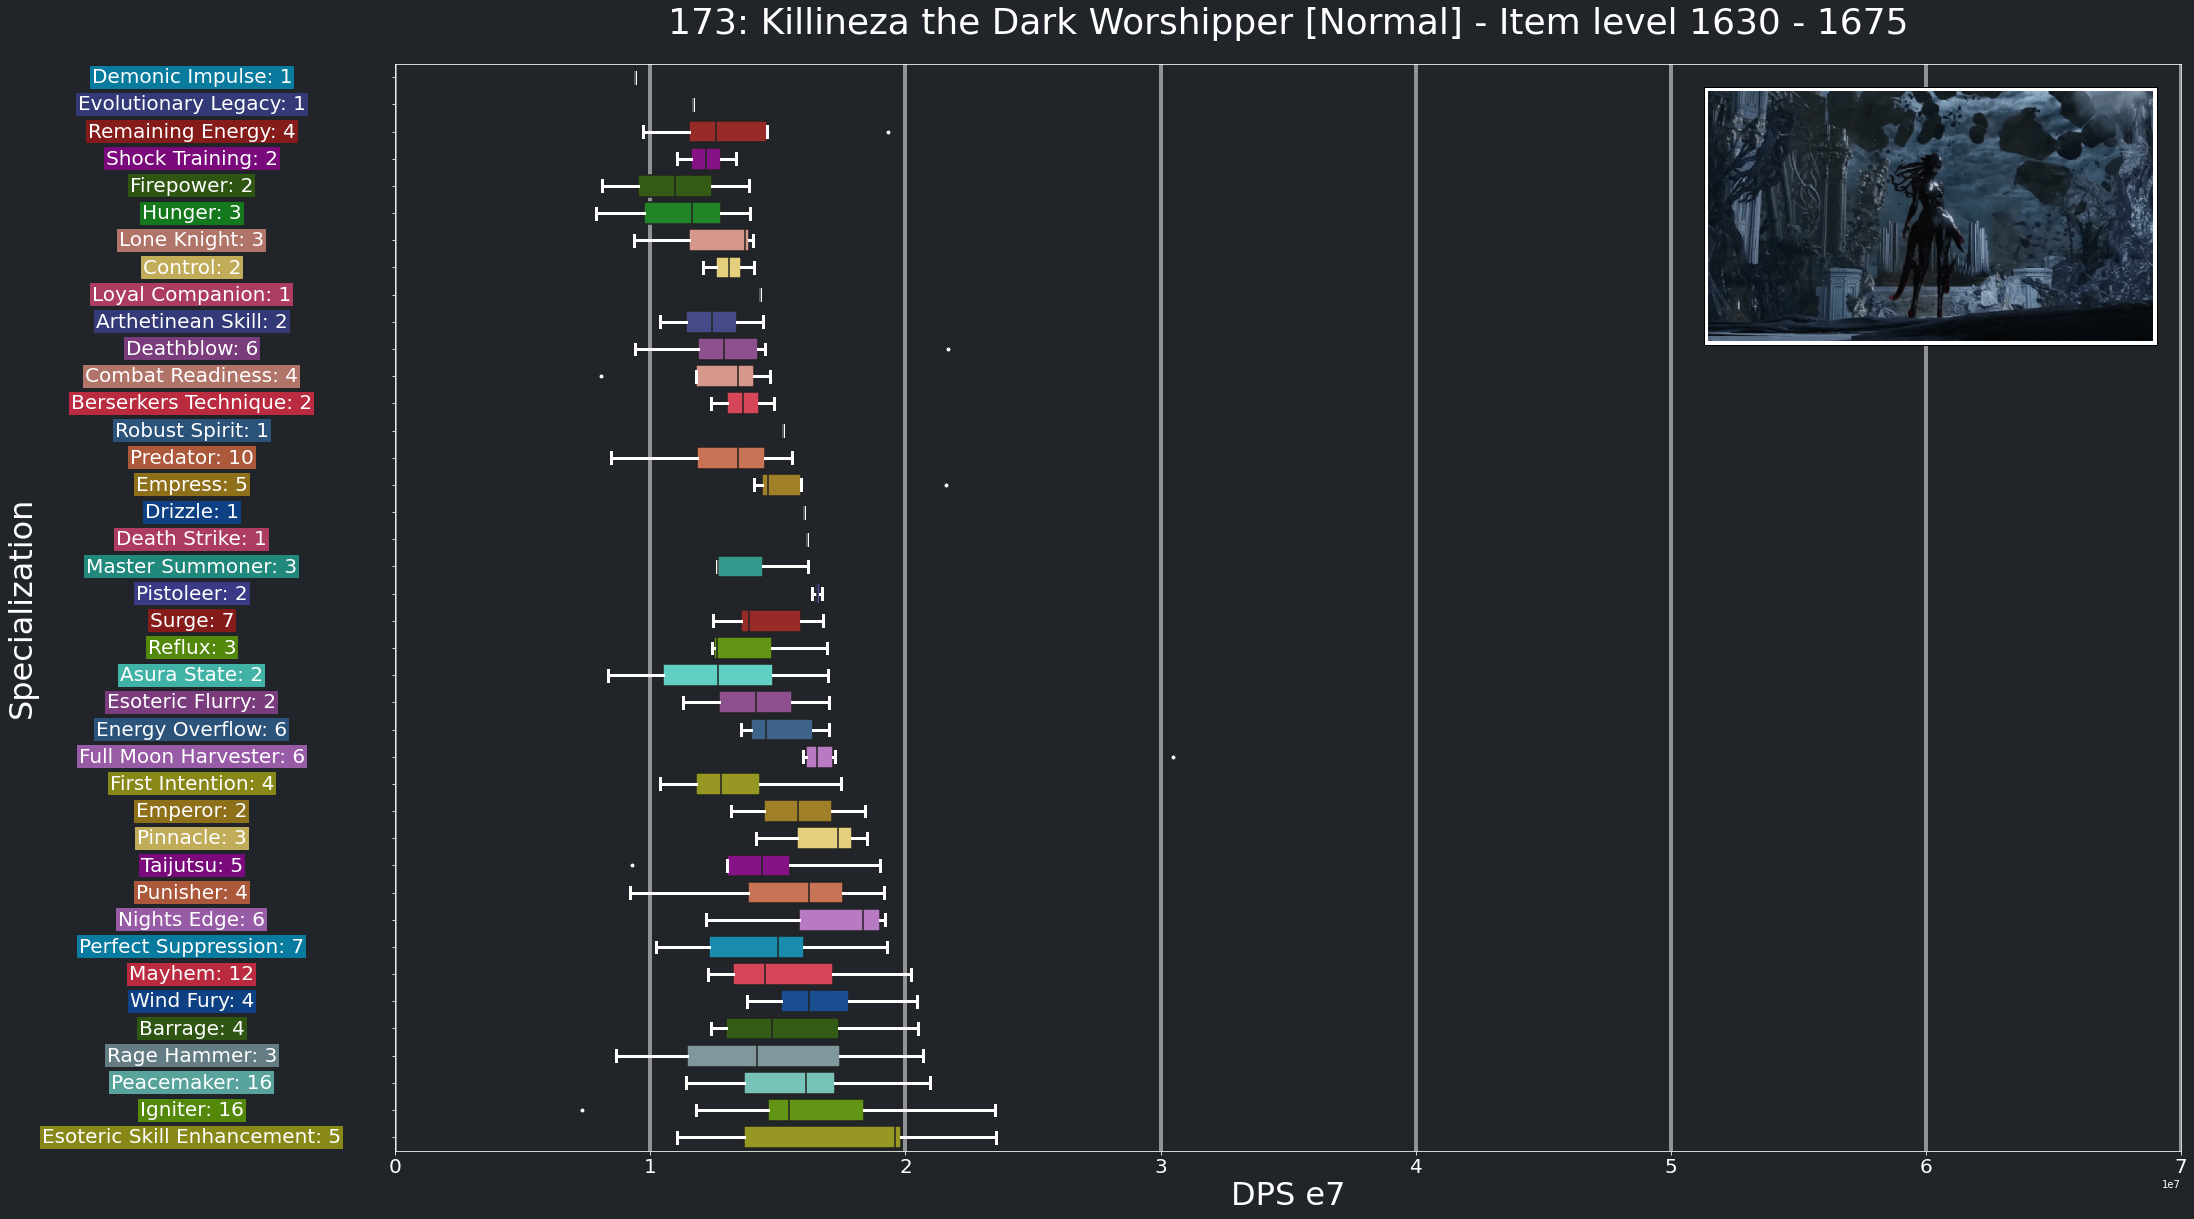 173: Killineza the Dark Worshipper [Normal] - Item level 1630 - 1675
Specialization
Demonic Impulse: 1
Evolutionary Legacy: 1
Remaining Energy: 4
Shock Training: 2
Firepower: 2
Hunger: 3
Lone Knight: 3
Control: 2
Loyal Companion: 1
Arthetinean Skill: 2
Deathblow: 6
Combat Readiness: 4
Berserkers Technique: 2
Robust Spirit: 1
Predator: 10
Empress: 5
Drizzle: 1
Death Strike: 1
Master Summoner: 3
Pistoleer: 2
Surge: 7
Reflux: 3
Asura State: 2
Esoteric Flurry: 2
Energy Overflow: 6
Full Moon Harvester: 6
First Intention: 4
Emperor: 2
Pinnacle: 3
Taijutsu: 5
Punisher: 4
Nights Edge: 6
Perfect Suppression: 7
Mayhem: 12
Wind Fury: 4
Barrage: 4
Rage Hammer: 3
Peacemaker: 16
Igniter: 16
Esoteric Skill Enhancement: 5
0 1 2 3 4 5 6 7
1e7
DPS e7